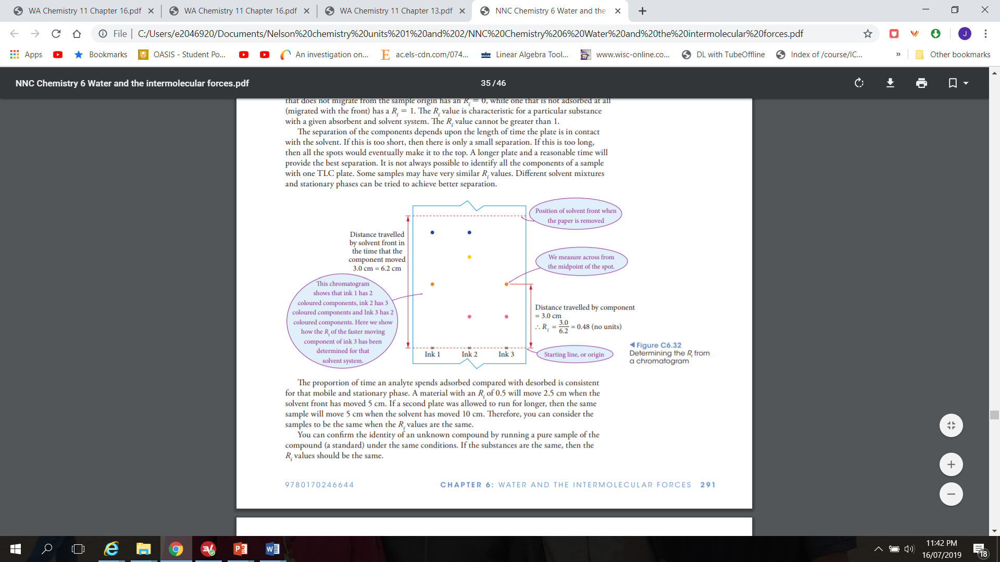 WA Chemistry 11 Chapter 16.pdf
WA Chemistry 11 Chapter 16.pdf
WA Chemistry 11 Chapter 13.pdf
NNC Chemistry 6 Water and the
File
C:/Users/e2046920/Documents/Nelson%20chemistry%20units%201%20and%202/NNC%20Chemistry%206%20Water%20and%20the%20intermolecular%20forces.pdf
J
Apps
Bookmarks
OASIS - Student Po...
An investigation on...
E
ac.els-cdn.com/074...
Linear Algebra Tool...
www.wisc-online.co...
DL with TubeOffline
Index of /course/IC...
»
Other bookmarks
NNC Chemistry 6 Water and the intermolecular forces.pdf
35 / 46
that does not migrate from the sample origin has an Rf = 0, while one that is not adsorbed at all
(migrated with the front) has a Rf = 1. The Rf value is characteristic for a particular substance
with a given absorbent and solvent system. The Rf value cannot be greater than 1.
The separation of the components depends upon the length of time the plate is in contact
with the solvent. If this is too short, then there is only a small separation. If this is too long,
then all the spots would eventually make it to the top. A longer plate and a reasonable time will
provide the best separation. It is not always possible to identify all the components of a sample
with one TLC plate. Some samples may have very similar Rf values. Different solvent mixtures
and stationary phases can be tried to achieve better separation.
Position of solvent front when
the paper is removed
Distance travelled
by solvent front in
the time that the
component moved
3.0 cm = 6.2 cm
We measure across from
the midpoint of the spot.
This chromatogram
shows that ink 1 has 2
coloured components, ink 2 has 3
coloured components and Ink 3 has 2
coloured components. Here we show
how the Rf of the faster moving
component of ink 3 has been
determined for that
solvent system.
Distance travelled by component
= 3.0 cm
∴ Rf = 3.0/6.2 = 0.48 (no units)
Ink 1
Ink 2
Ink 3
Starting line, or origin
◀ Figure C6.32
Determining the Rf from
a chromatogram
The proportion of time an analyte spends adsorbed compared with desorbed is consistent
for that mobile and stationary phase. A material with an Rf of 0.5 will move 2.5 cm when the
solvent front has moved 5 cm. If a second plate was allowed to run for longer, then the same
sample will move 5 cm when the solvent has moved 10 cm. Therefore, you can consider the
samples to be the same when the Rf values are the same.
You can confirm the identity of an unknown compound by running a pure sample of the
compound (a standard) under the same conditions. If the substances are the same, then the
Rf values should be the same.
9780170246644
CHAPTER 6: WATER AND THE INTERMOLECULAR FORCES 291
11:42 PM
16/07/2019
18